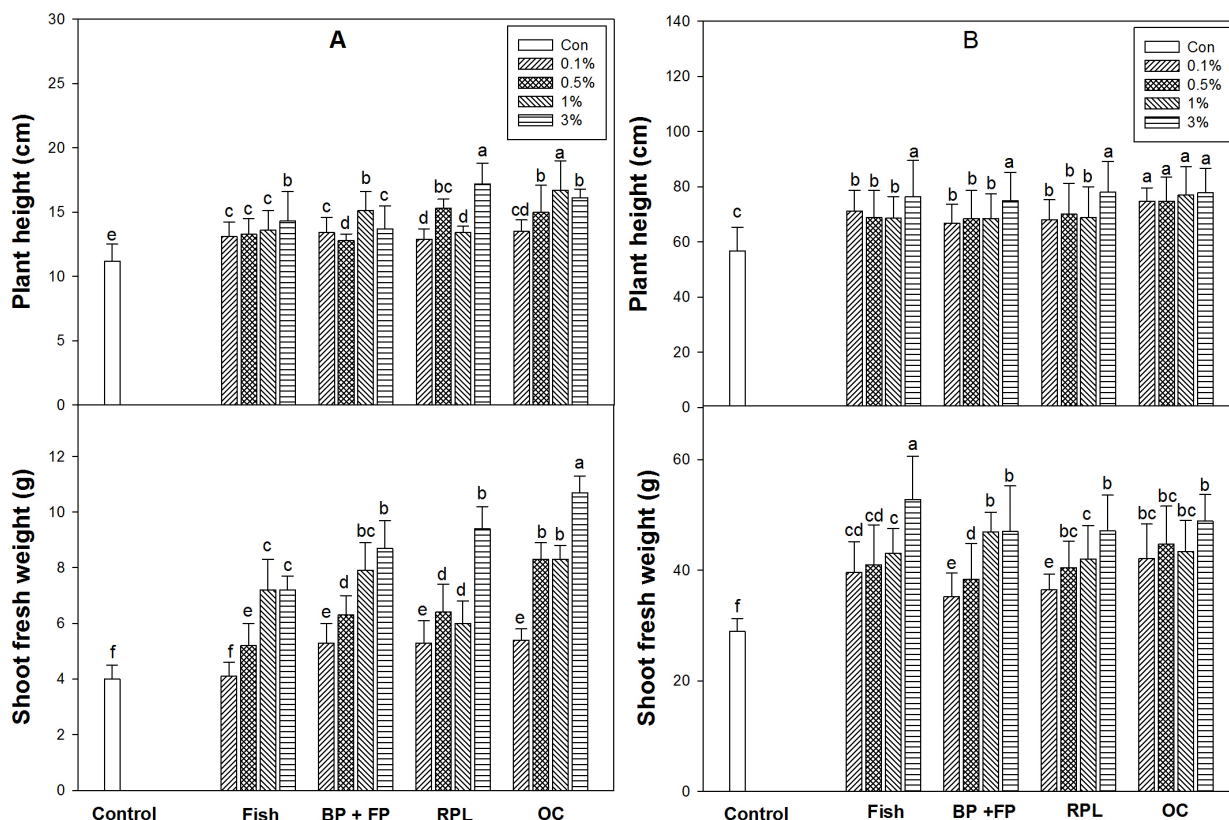 A
Plant height (cm)
30
25
20
15
10
5
0
Con
0.1%
0.5%
1%
3%
e
c c c b
c d b c
d bc d a
cd b a b
Shoot fresh weight (g)
12
10
8
6
4
2
0
f
f e c c
e d bc b
e d d b
e b b a
Control Fish BP + FP RPL OC
B
Plant height (cm)
140
120
100
80
60
40
20
0
Con
0.1%
0.5%
1%
3%
c
b b b a
b b b a
b b b a
a a a a
Shoot fresh weight (g)
60
40
20
0
f
cd cd c a
e d b b
e bc c b
bc bc bc b
Control Fish BP +FP RPL OC